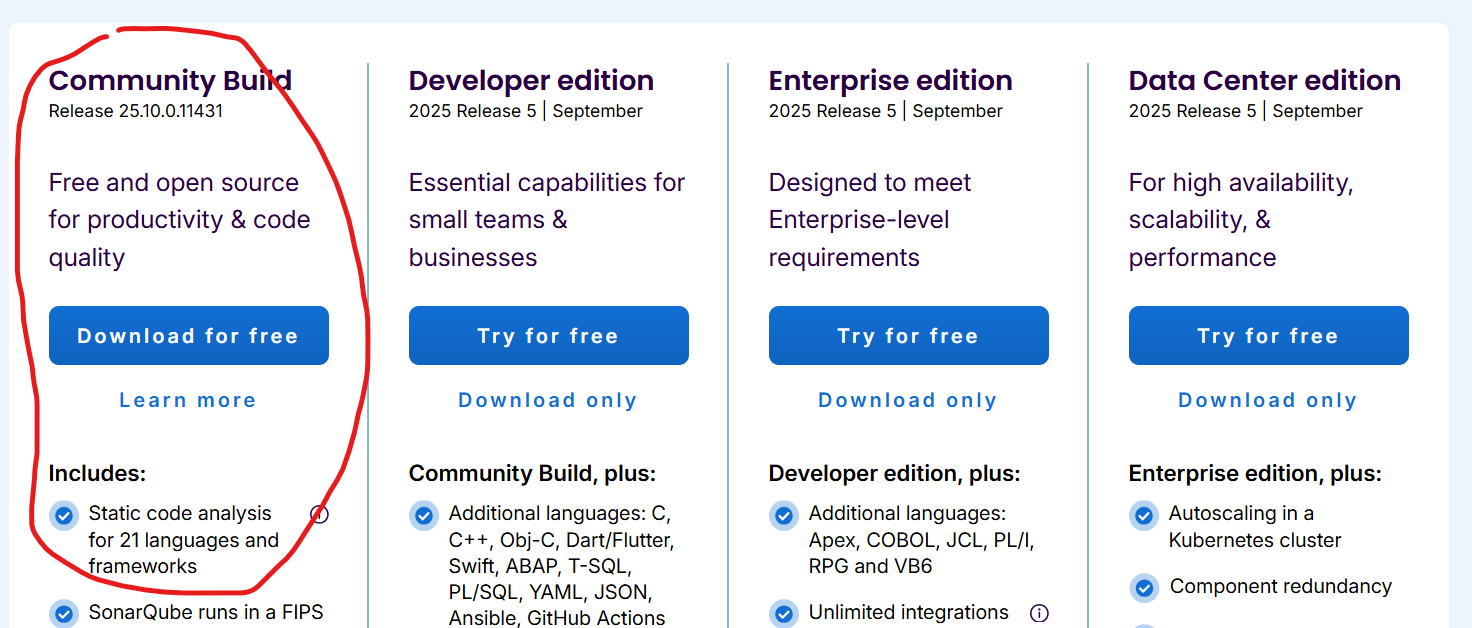 Community Build
Release 25.10.0.11431
Free and open source
for productivity & code
quality
Download for free
Learn more
Includes:
Static code analysis
for 21 languages and
frameworks
SonarQube runs in a FIPS
Developer edition
2025 Release 5 | September
Essential capabilities for
small teams &
businesses
Try for free
Download only
Community Build, plus:
Additional languages: C,
C++, Obj-C, Dart/Flutter,
Swift, ABAP, T-SQL,
PL/SQL, YAML, JSON,
Ansible, GitHub Actions
Enterprise edition
2025 Release 5 | September
Designed to meet
Enterprise-level
requirements
Try for free
Download only
Developer edition, plus:
Additional languages:
Apex, COBOL, JCL, PL/I,
RPG and VB6
Unlimited integrations
Data Center edition
2025 Release 5 | September
For high availability,
scalability, &
performance
Try for free
Download only
Enterprise edition, plus:
Autoscaling in a
Kubernetes cluster
Component redundancy